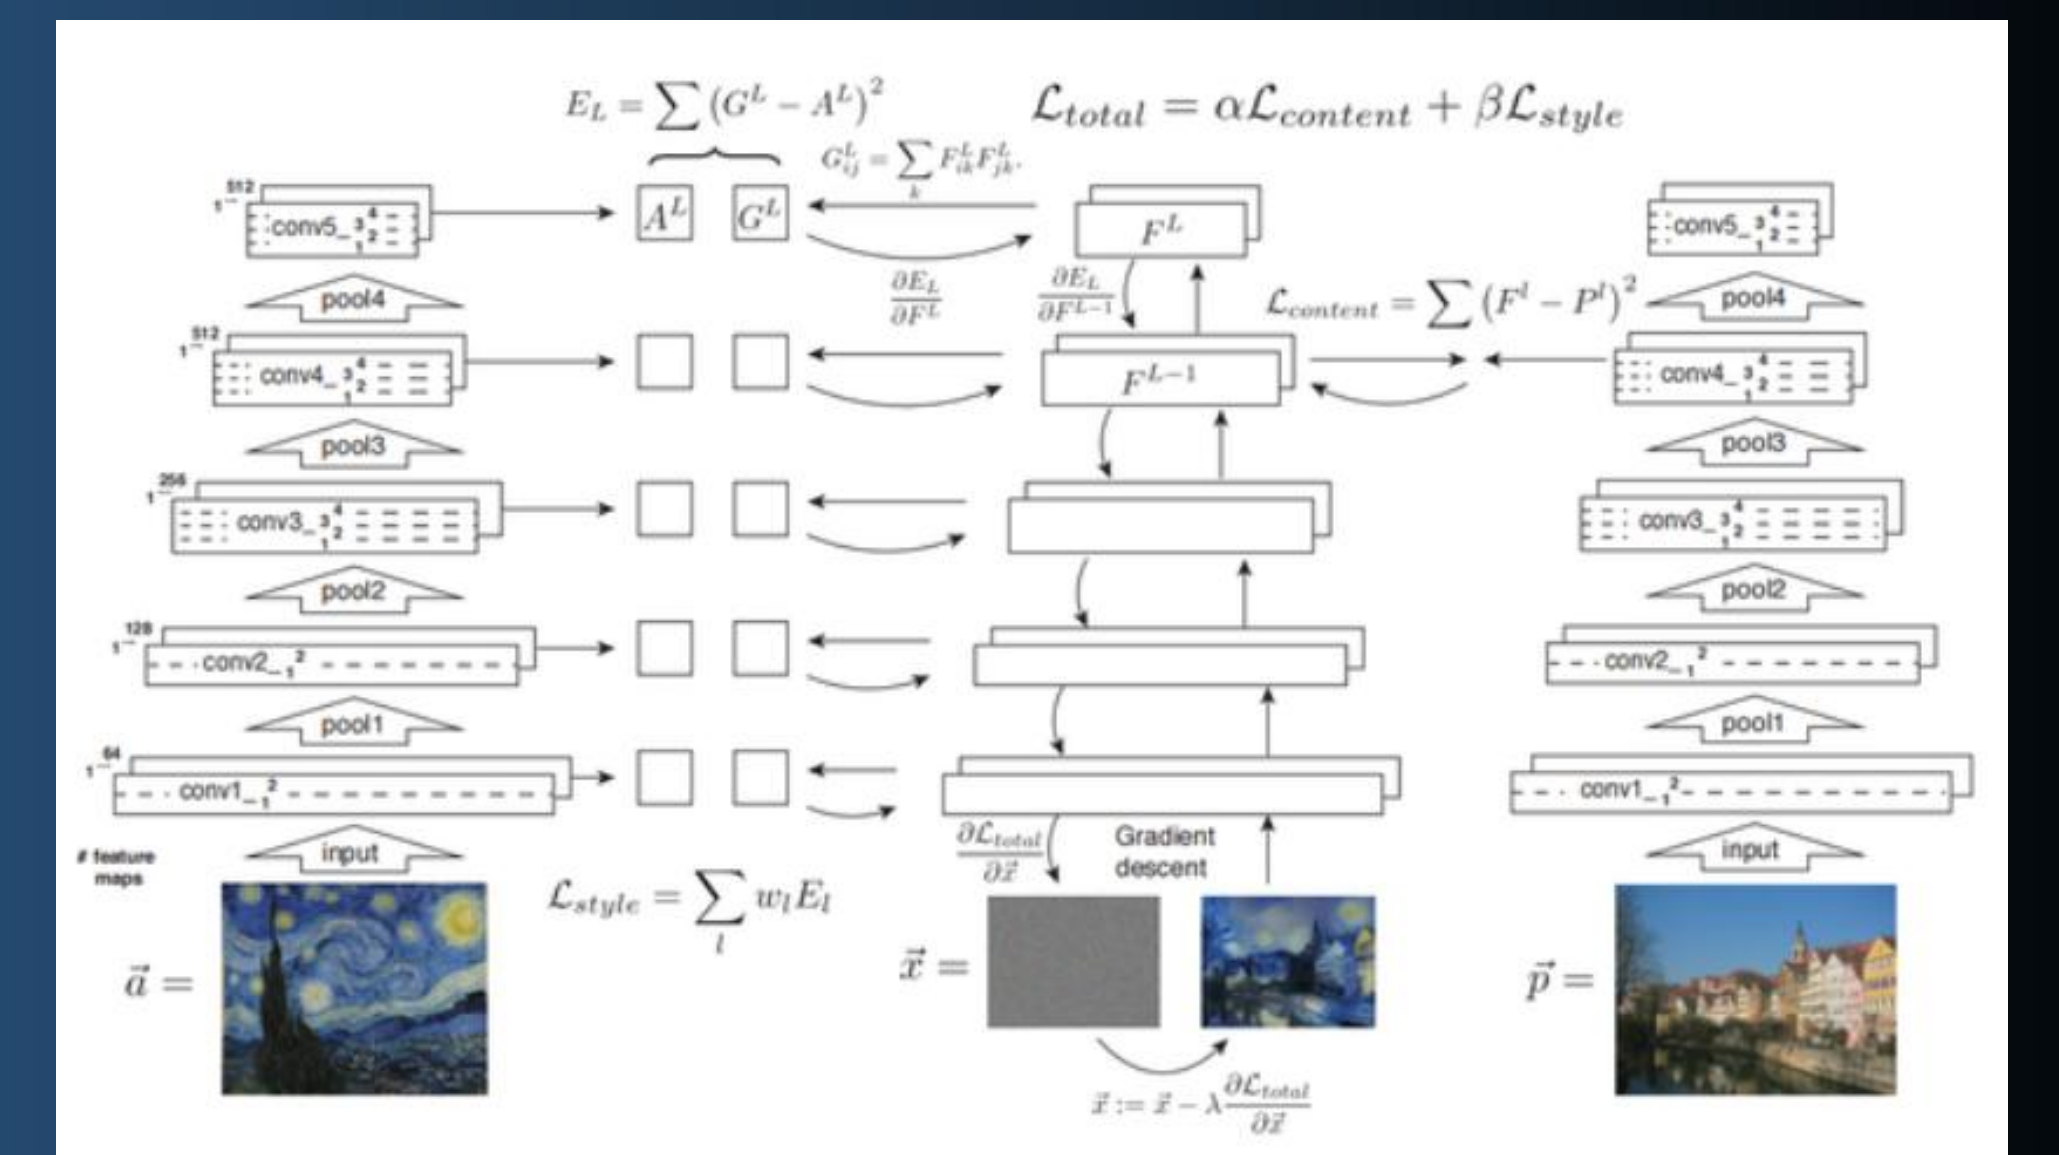 E_L = ∑ (G^L − A^L)^2
ℒ_total = αℒ_content + βℒ_style
G^L_ij = ∑_k F^L_ik F^L_jk.
512
1
conv5_ 1 2 3 4
A^L
G^L
F^L
conv5_ 1 2 3 4
∂E_L/∂F^L
∂E_L/∂F^{L−1}
ℒ_content = ∑ (F^l − P^l)^2
pool4
pool4
512
1
conv4_ 1 2 3 4
F^{L−1}
conv4_ 1 2 3 4
pool3
pool3
256
1
conv3_ 1 2 3 4
conv3_ 1 2 3 4
pool2
pool2
128
1
conv2_ 1 2
conv2_ 1 2
pool1
pool1
64
1
conv1_ 1 2
conv1_ 1 2
# feature
maps
input
∂ℒ_total/∂x⃗
Gradient
descent
input
ℒ_style = ∑_l w_l E_l
a⃗ =
x⃗ =
p⃗ =
x⃗ := x⃗ − λ ∂ℒ_total/∂x⃗